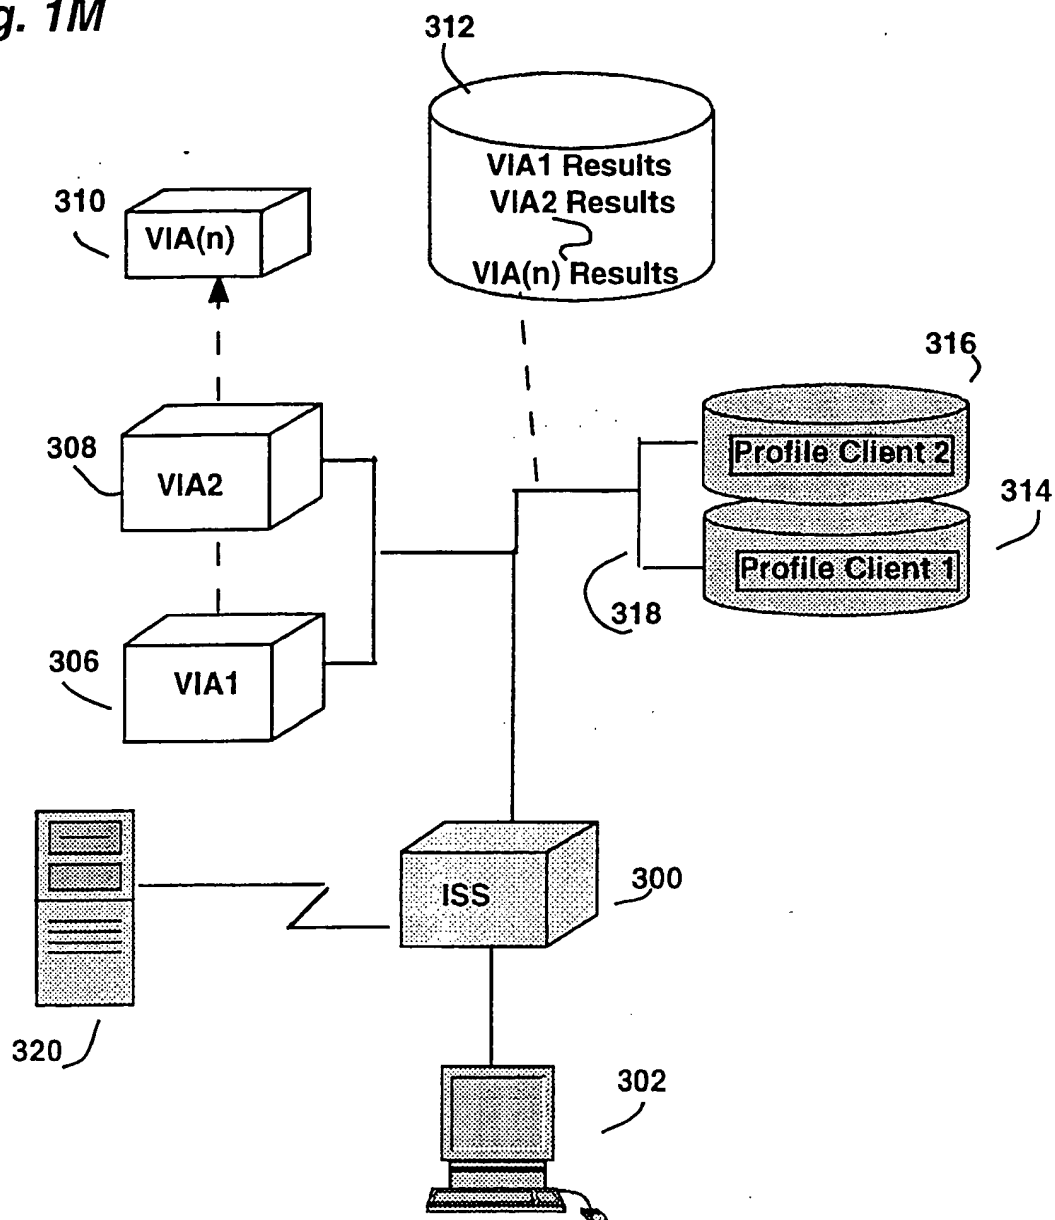 g. 1M
312
VIA1 Results
VIA2 Results
VIA(n) Results
310
VIA(n)
316
Profile Client 2
308
VIA2
314
Profile Client 1
318
306
VIA1
ISS
300
320
302